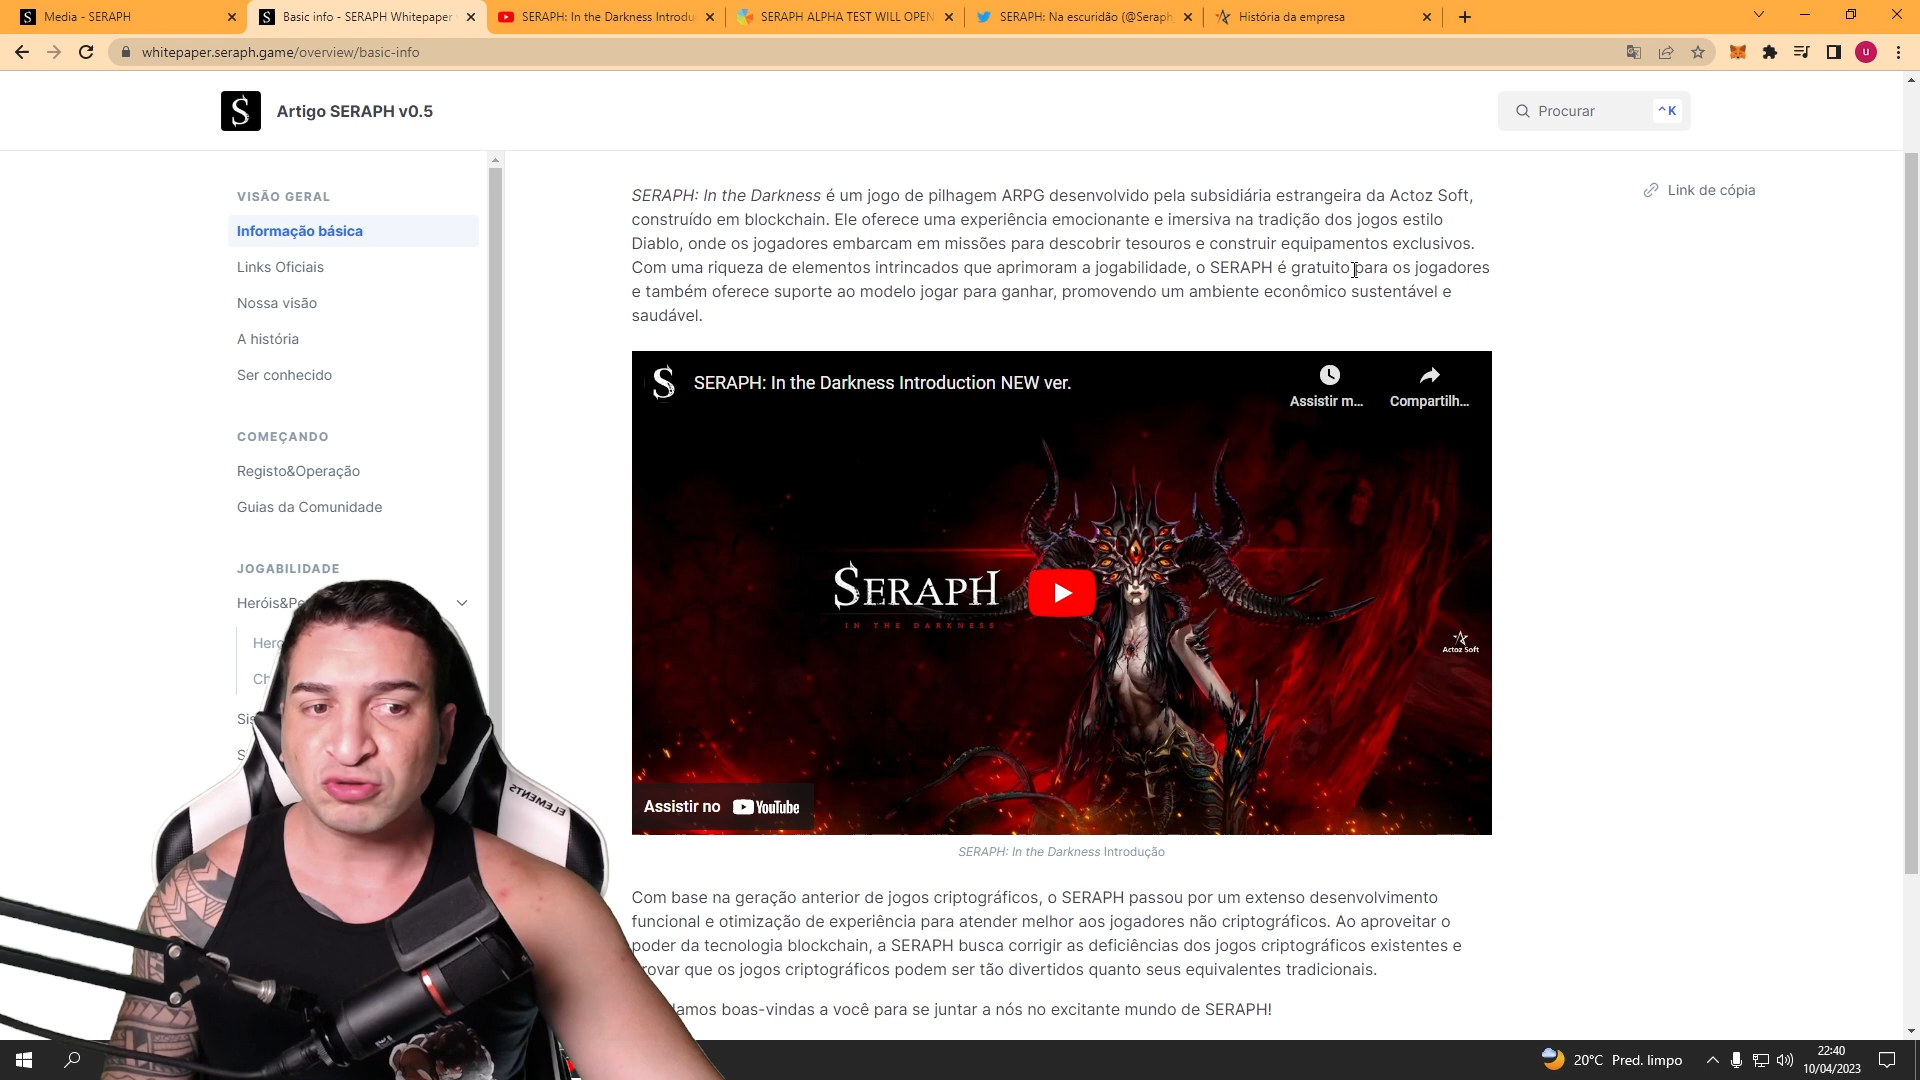 Media - SERAPH
Basic info - SERAPH Whitepaper
SERAPH: In the Darkness Introdu
SERAPH ALPHA TEST WILL OPEN
SERAPH: Na escuridão (@Seraph
História da empresa
whitepaper.seraph.game/overview/basic-info
u
S
Artigo SERAPH v0.5
Procurar
^K
VISÃO GERAL
Informação básica
Links Oficiais
Nossa visão
A história
Ser conhecido
COMEÇANDO
Registo&Operação
Guias da Comunidade
JOGABILIDADE
Heróis&Pe
Hero
Ch
Sis
S
SERAPH: In the Darkness é um jogo de pilhagem ARPG desenvolvido pela subsidiária estrangeira da Actoz Soft,
construído em blockchain. Ele oferece uma experiência emocionante e imersiva na tradição dos jogos estilo
Diablo, onde os jogadores embarcam em missões para descobrir tesouros e construir equipamentos exclusivos.
Com uma riqueza de elementos intrincados que aprimoram a jogabilidade, o SERAPH é gratuito para os jogadores
e também oferece suporte ao modelo jogar para ganhar, promovendo um ambiente econômico sustentável e
saudável.
Link de cópia
S
SERAPH: In the Darkness Introduction NEW ver.
Assistir m...
Compartilh...
SERAPH
IN THE DARKNESS
Actoz Soft
Assistir no YouTube
SERAPH: In the Darkness Introdução
Com base na geração anterior de jogos criptográficos, o SERAPH passou por um extenso desenvolvimento
funcional e otimização de experiência para atender melhor aos jogadores não criptográficos. Ao aproveitar o
poder da tecnologia blockchain, a SERAPH busca corrigir as deficiências dos jogos criptográficos existentes e
rovar que os jogos criptográficos podem ser tão divertidos quanto seus equivalentes tradicionais.
amos boas-vindas a você para se juntar a nós no excitante mundo de SERAPH!
ELEMENTS
20°C Pred. limpo
22:40
10/04/2023